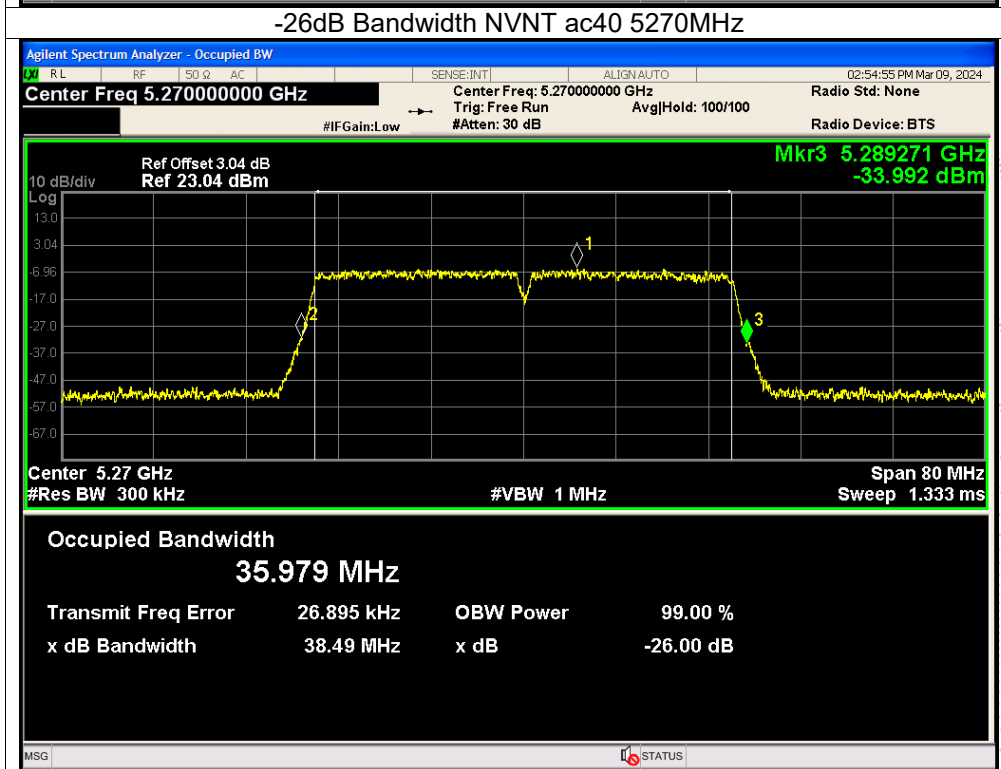 -26dB Bandwidth NVNT ac40 5270MHz
Agilent Spectrum Analyzer - Occupied BW
LXI RL RF 50 Ω AC SENSE:INT ALIGN AUTO 02:54:55 PM Mar 09, 2024
Center Freq 5.270000000 GHz Center Freq: 5.270000000 GHz Radio Std: None
Trig: Free Run Avg|Hold: 100/100
#IFGain:Low #Atten: 30 dB Radio Device: BTS
Mkr3 5.289271 GHz
-33.992 dBm
Ref Offset 3.04 dB
10 dB/div Ref 23.04 dBm
Log
13.0
3.04
-6.96
-17.0
-27.0
-37.0
-47.0
-57.0
-67.0
1
2
3
Center 5.27 GHz Span 80 MHz
#Res BW 300 kHz #VBW 1 MHz Sweep 1.333 ms
Occupied Bandwidth
35.979 MHz
Transmit Freq Error 26.895 kHz OBW Power 99.00 %
x dB Bandwidth 38.49 MHz x dB -26.00 dB
MSG STATUS